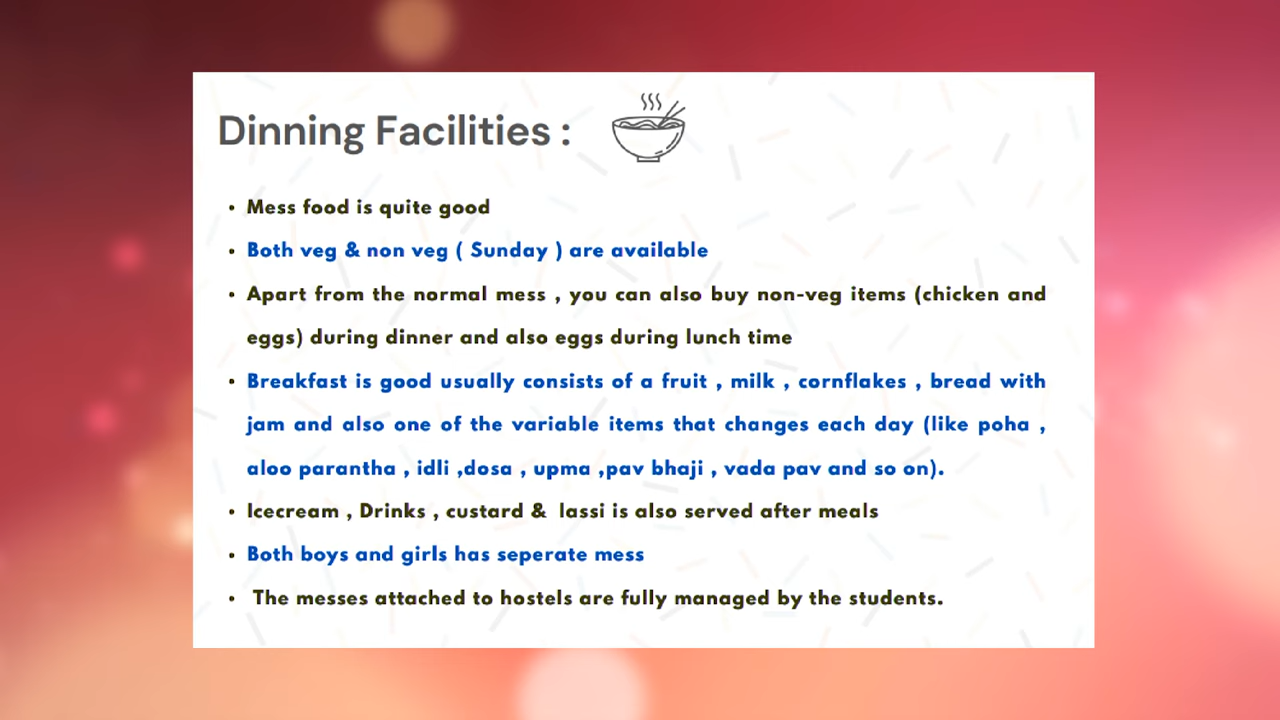 Dinning Facilities :
• Mess food is quite good
• Both veg & non veg ( Sunday ) are available
• Apart from the normal mess , you can also buy non-veg items (chicken and
eggs) during dinner and also eggs during lunch time
• Breakfast is good usually consists of a fruit , milk , cornflakes , bread with
jam and also one of the variable items that changes each day (like poha ,
aloo parantha , idli ,dosa , upma ,pav bhaji , vada pav and so on).
• Icecream , Drinks , custard & lassi is also served after meals
• Both boys and girls has seperate mess
• The messes attached to hostels are fully managed by the students.